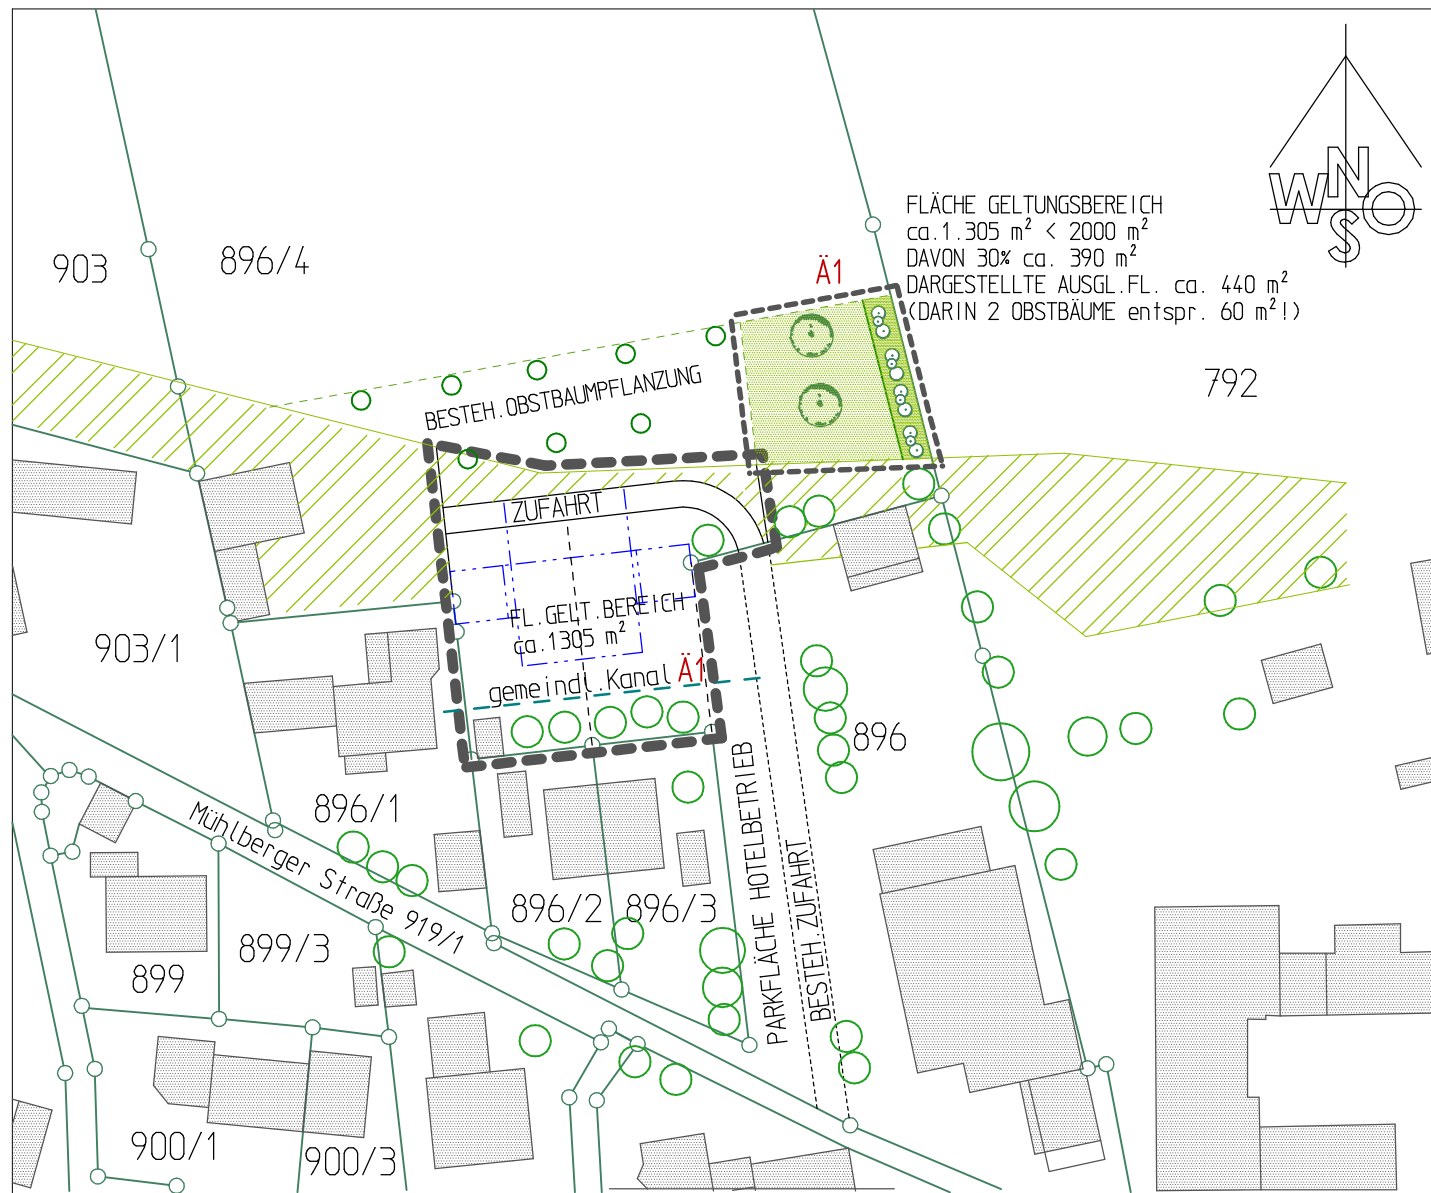 N
W O
S
FLÄCHE GELTUNGSBEREICH
ca.1.305 m² < 2000 m²
DAVON 30% ca. 390 m²
DARGESTELLTE AUSGL.FL. ca. 440 m²
(DARIN 2 OBSTBÄUME entspr. 60 m²!)
Ä1
903
896/4
792
BESTEH.OBSTBAUMPFLANZUNG
ZUFAHRT
FL.GELT.BEREICH
ca.1305 m²
gemeindl.Kanal
Ä1
903/1
896
896/1
Mühlberger Straße 919/1
896/2
896/3
PARKFLÄCHE HOTELBETRIEB
BESTEH.ZUFAHRT
899
899/3
900/1
900/3